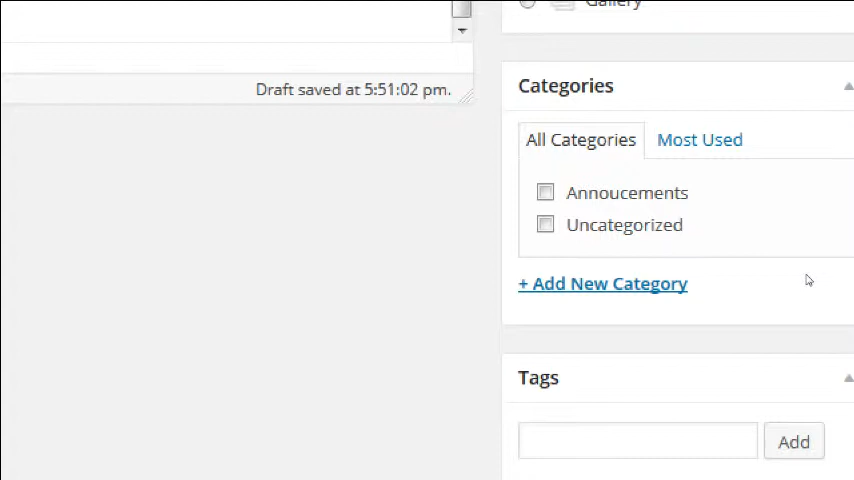 Gallery
Draft saved at 5:51:02 pm.
Categories
All Categories
Most Used
Annoucements
Uncategorized
+ Add New Category
Tags
Add